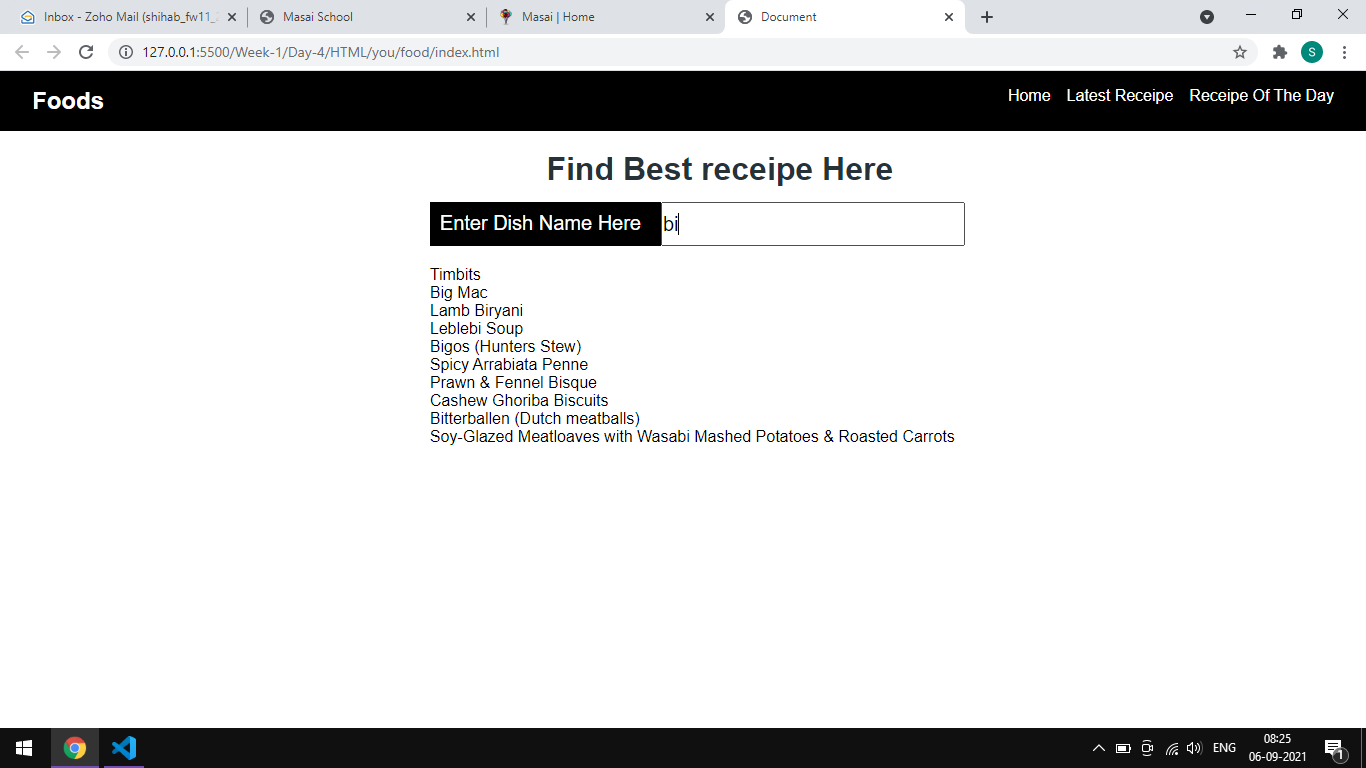 Inbox - Zoho Mail (shihab_fw11_
Masai School
Masai | Home
Document
127.0.0.1:5500/Week-1/Day-4/HTML/you/food/index.html
S
Foods
Home Latest Receipe Receipe Of The Day
Find Best receipe Here
Enter Dish Name Here bi
Timbits
Big Mac
Lamb Biryani
Leblebi Soup
Bigos (Hunters Stew)
Spicy Arrabiata Penne
Prawn & Fennel Bisque
Cashew Ghoriba Biscuits
Bitterballen (Dutch meatballs)
Soy-Glazed Meatloaves with Wasabi Mashed Potatoes & Roasted Carrots
ENG
08:25
06-09-2021
1